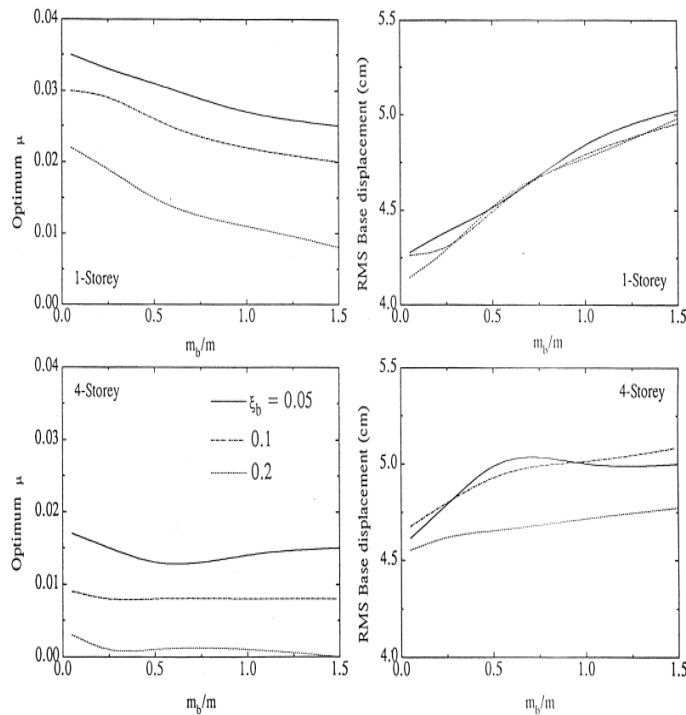 0.04
0.03
0.02
0.01
0.00
Optimum μ
1-Storey
0.0
0.5
1.0
1.5
m_b/m
5.5
5.0
4.5
4.0
RMS Base displacement (cm)
1-Storey
0.0
0.5
1.0
1.5
m_b/m
0.04
0.03
0.02
0.01
0.00
Optimum μ
4-Storey
ξ_b = 0.05
0.1
0.2
0.0
0.5
1.0
1.5
m_b/m
5.5
5.0
4.5
4.0
RMS Base displacement (cm)
4-Storey
0.0
0.5
1.0
1.5
m_b/m